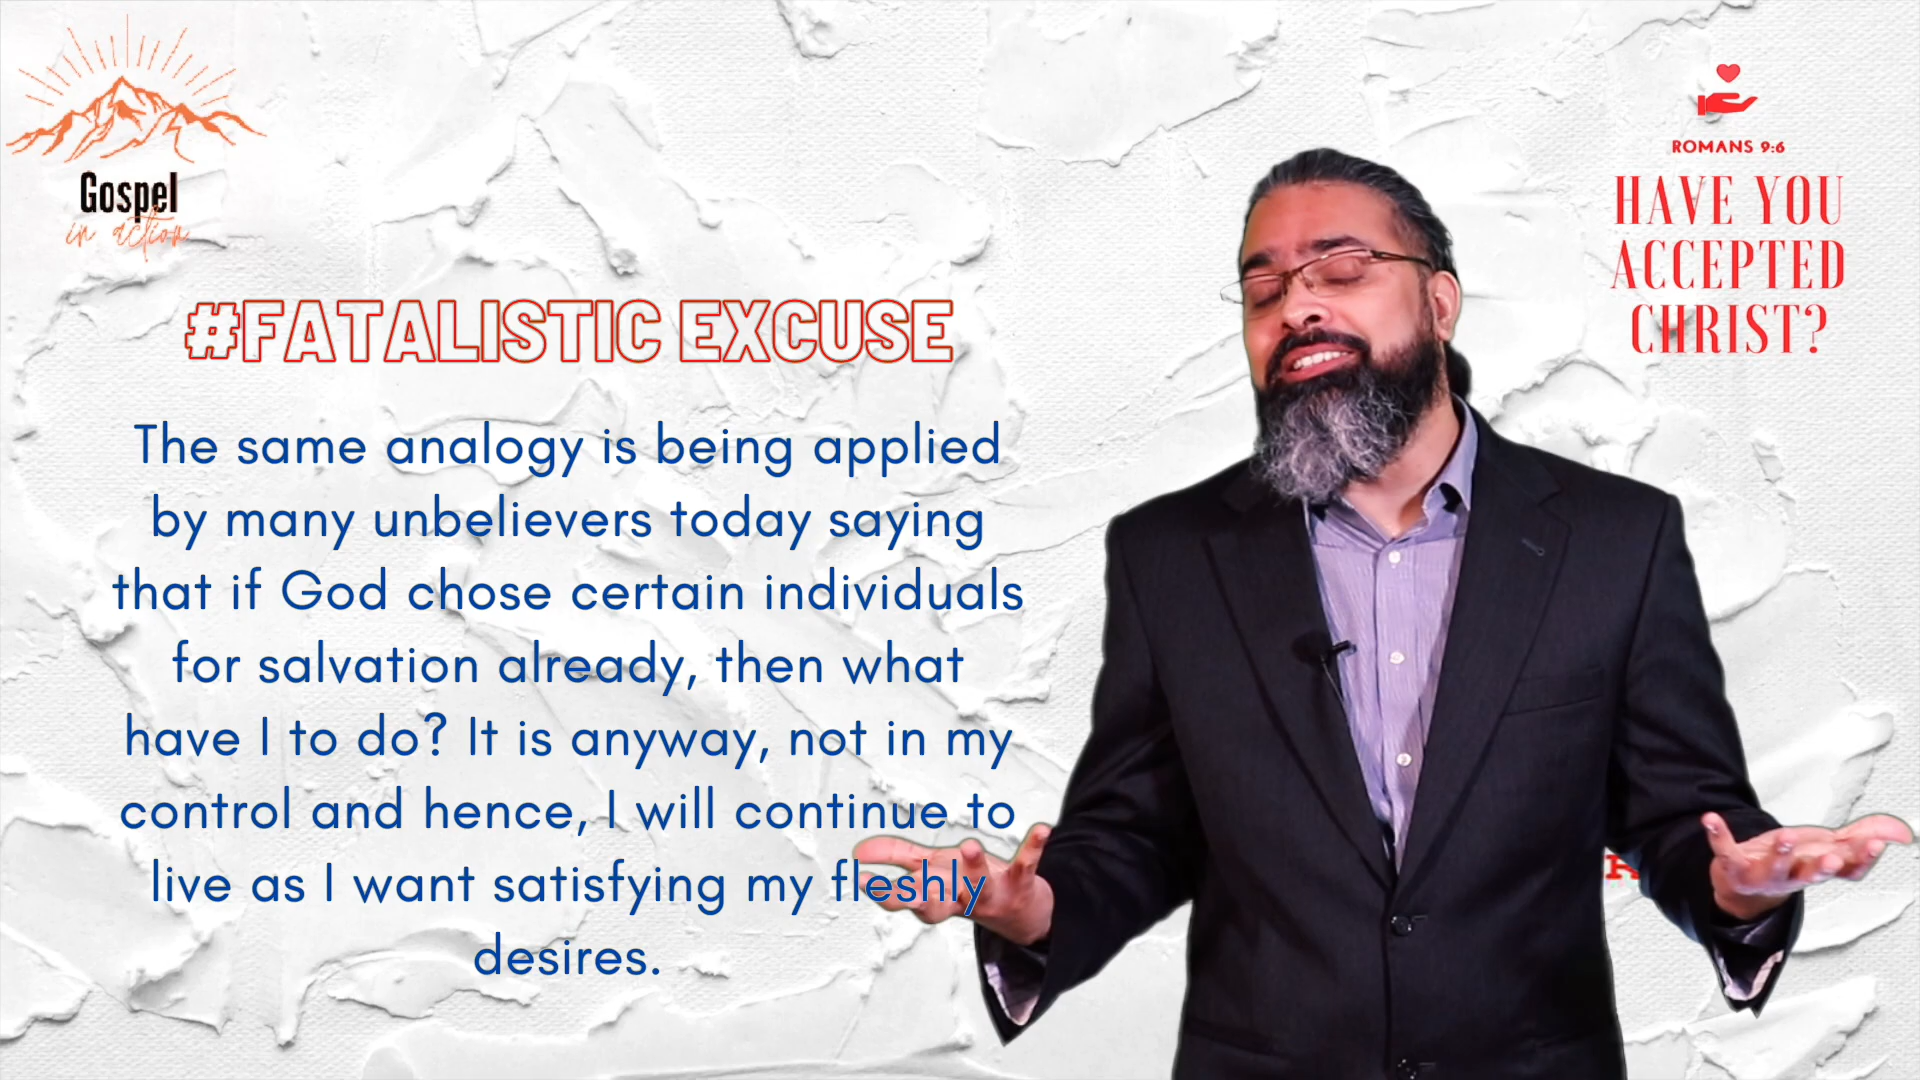 Gospel
in action
ROMANS 9:6
HAVE YOU
ACCEPTED
CHRIST?
#FATALISTIC EXCUSE
The same analogy is being applied
by many unbelievers today saying
that if God chose certain individuals
for salvation already, then what
have I to do? It is anyway, not in my
control and hence, I will continue to
live as I want satisfying my fleshly
desires.